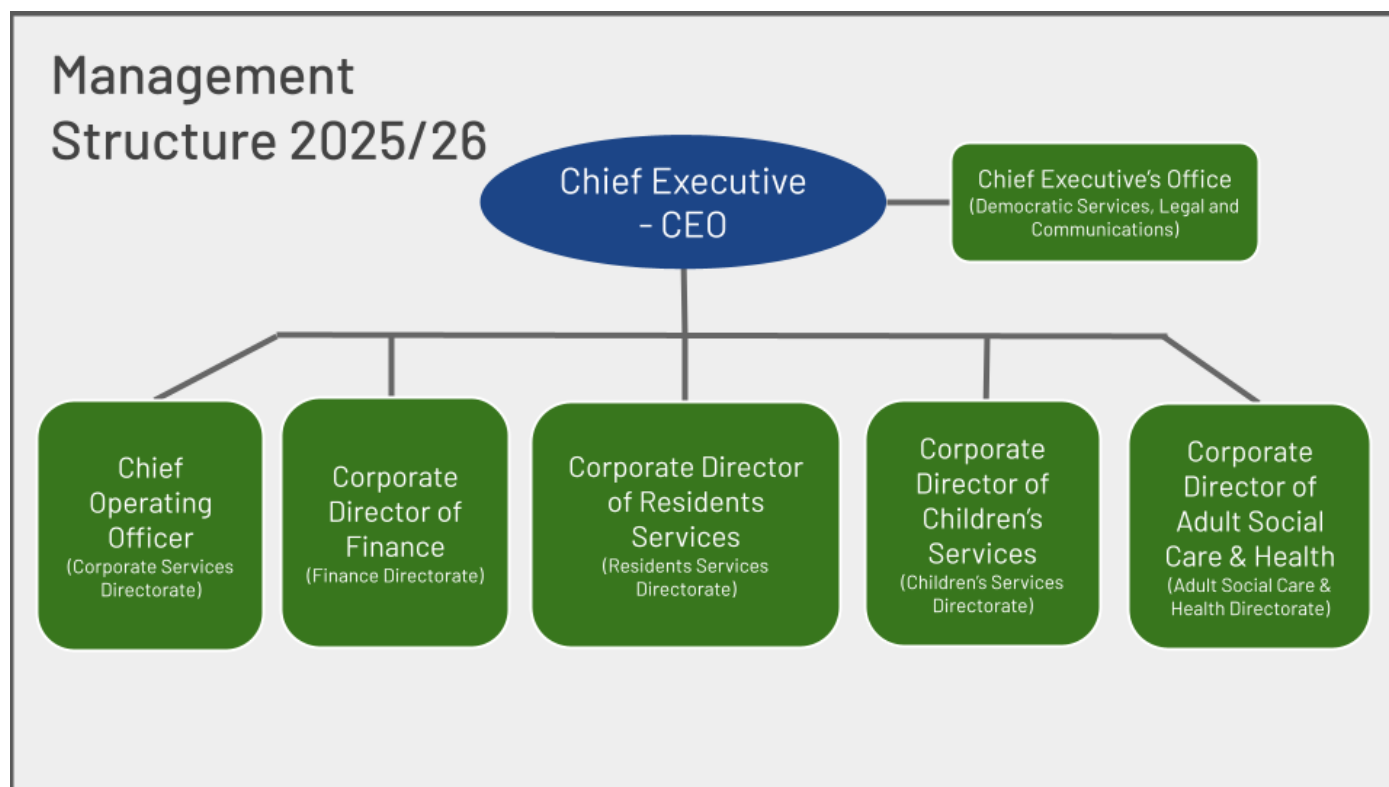 Management
Structure 2025/26
Chief Executive
- CEO
Chief Executive's Office
(Democratic Services, Legal and
Communications)
Chief
Operating
Officer
(Corporate Services
Directorate)
Corporate
Director of
Finance
(Finance Directorate)
Corporate Director
of Residents
Services
(Residents Services
Directorate)
Corporate
Director of
Children's
Services
(Children's Services
Directorate)
Corporate
Director of
Adult Social
Care & Health
(Adult Social Care &
Health Directorate)